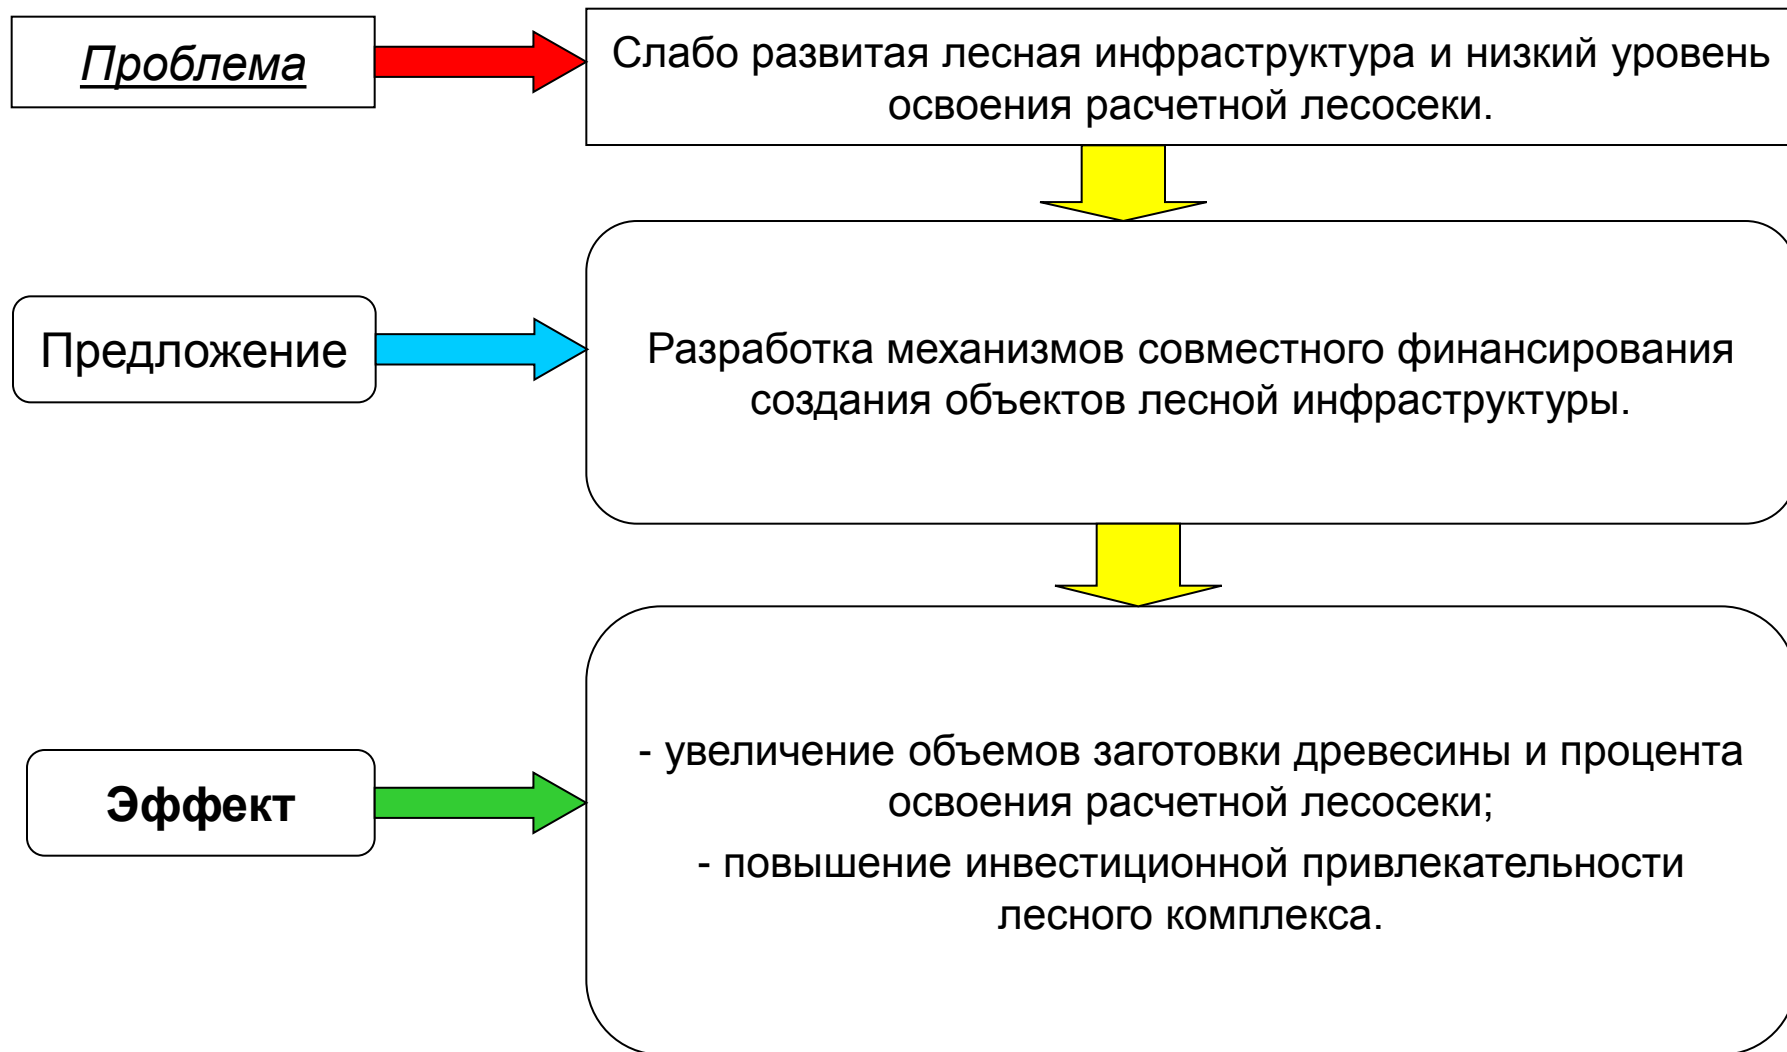 Проблема
Слабо развитая лесная инфраструктура и низкий уровень
освоения расчетной лесосеки.
Предложение
Разработка механизмов совместного финансирования
создания объектов лесной инфраструктуры.
Эффект
- увеличение объемов заготовки древесины и процента
освоения расчетной лесосеки;
- повышение инвестиционной привлекательности
лесного комплекса.